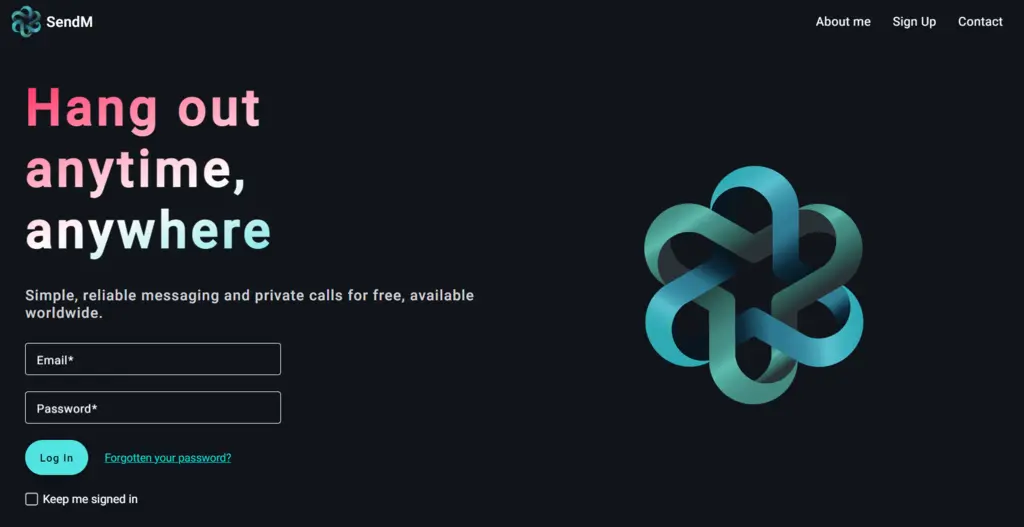 SendM
About me
Sign Up
Contact
Hang out
anytime,
anywhere
Simple, reliable messaging and private calls for free, available
worldwide.
Email*
Password*
Log In
Forgotten your password?
Keep me signed in